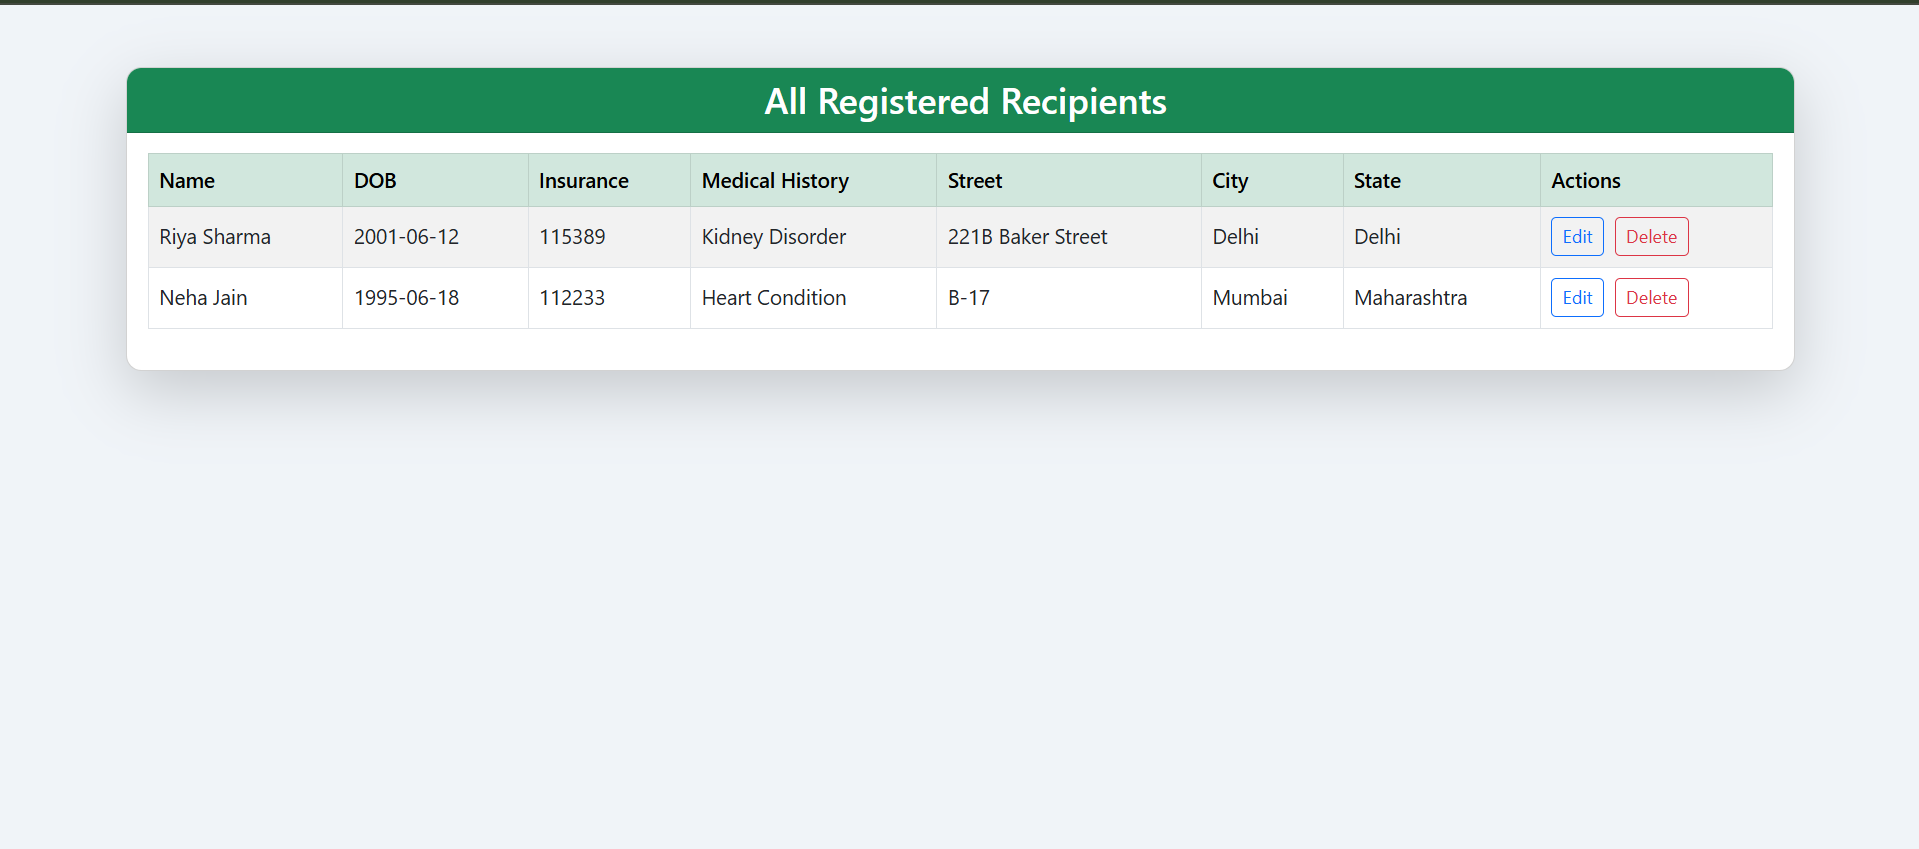 All Registered Recipients
Name DOB Insurance Medical History Street City State Actions
Riya Sharma 2001-06-12 115389 Kidney Disorder 221B Baker Street Delhi Delhi Edit Delete
Neha Jain 1995-06-18 112233 Heart Condition B-17 Mumbai Maharashtra Edit Delete